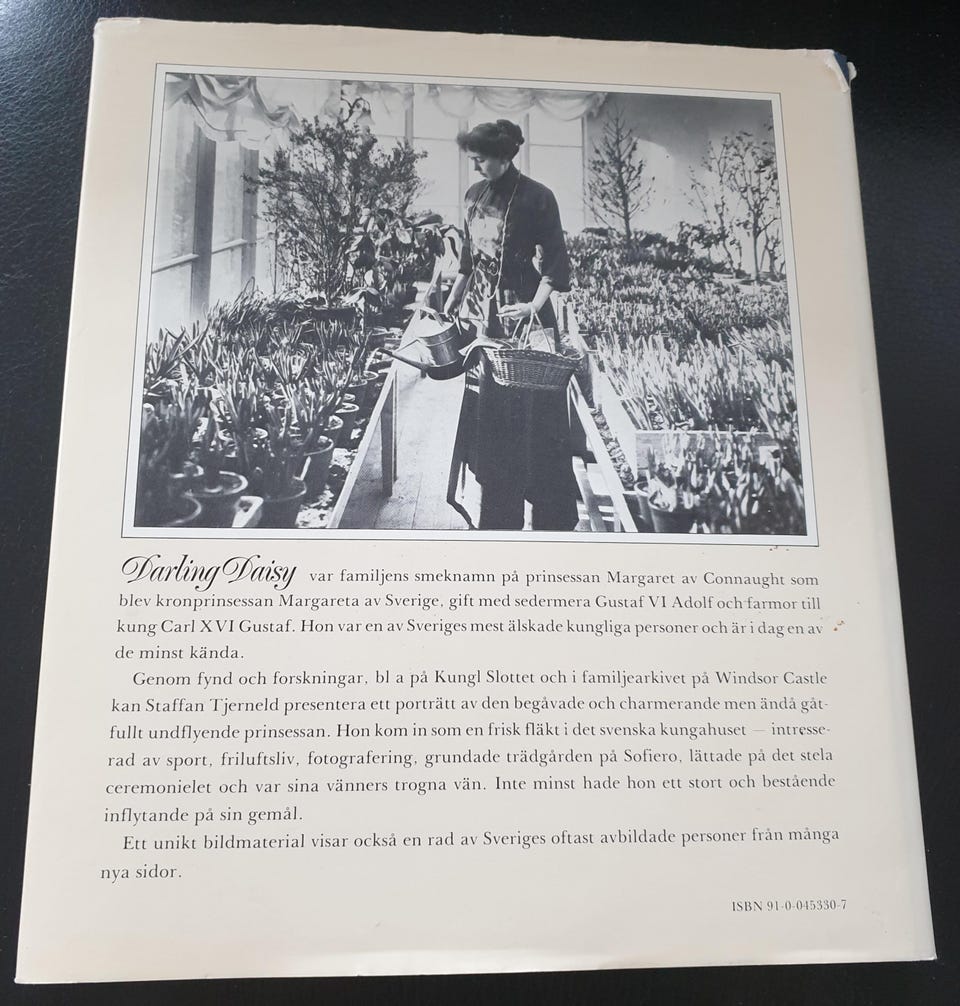 Darling Daisy var familjens smeknamn på prinsessan Margaret av Connaught som
blev kronprinsessan Margareta av Sverige, gift med sedermera Gustaf VI Adolf och farmor till
kung Carl XVI Gustaf. Hon var en av Sveriges mest älskade kungliga personer och är i dag en av
de minst kända.
Genom fynd och forskningar, bl a på Kungl Slottet och i familjearkivet på Windsor Castle
kan Staffan Tjerneld presentera ett porträtt av den begåvade och charmerande men ändå gåt-
fullt undflyende prinsessan. Hon kom in som en frisk fläkt i det svenska kungahuset — intresse-
rad av sport, friluftsliv, fotografering, grundade trädgården på Sofiero, lättade på det stela
ceremonielet och var sina vänners trogna vän. Inte minst hade hon ett stort och bestående
inflytande på sin gemål.
Ett unikt bildmaterial visar också en rad av Sveriges oftast avbildade personer från många
nya sidor.
ISBN 91-0-045330-7